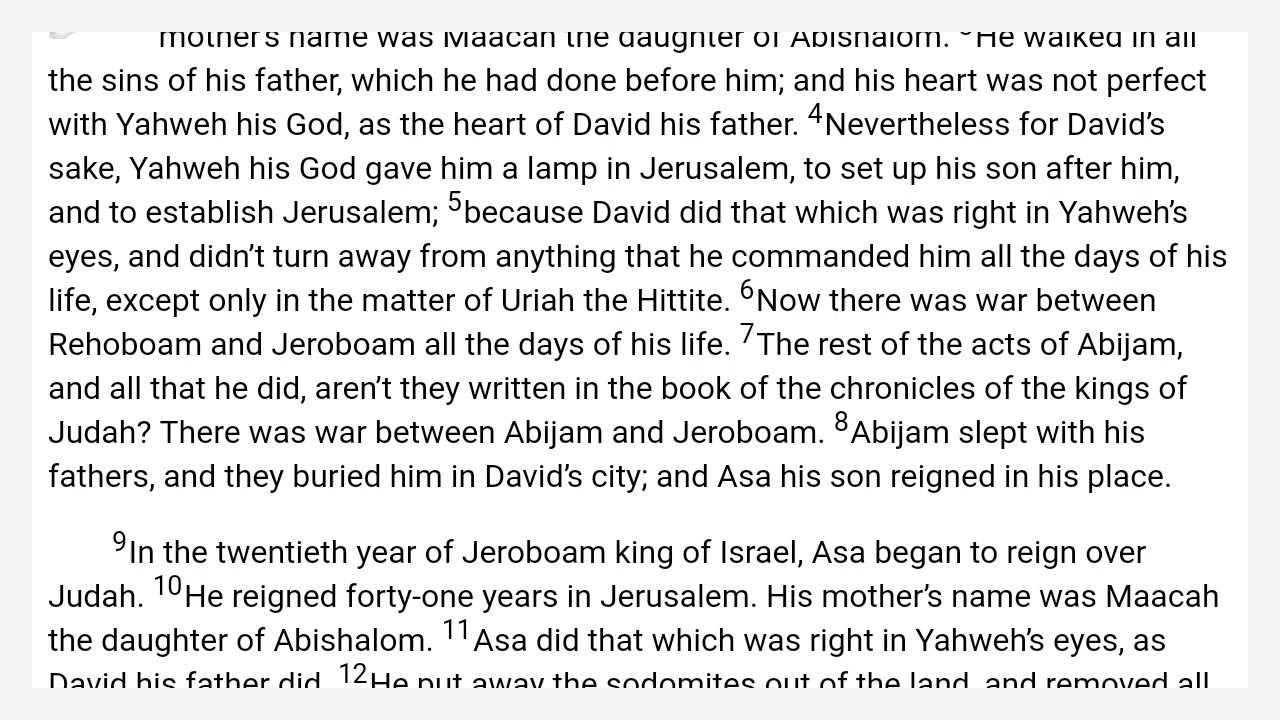 mother’s name was Maacah the daughter of Abishalom. 3He walked in all
the sins of his father, which he had done before him; and his heart was not perfect
with Yahweh his God, as the heart of David his father. 4Nevertheless for David’s
sake, Yahweh his God gave him a lamp in Jerusalem, to set up his son after him,
and to establish Jerusalem; 5because David did that which was right in Yahweh’s
eyes, and didn’t turn away from anything that he commanded him all the days of his
life, except only in the matter of Uriah the Hittite. 6Now there was war between
Rehoboam and Jeroboam all the days of his life. 7The rest of the acts of Abijam,
and all that he did, aren’t they written in the book of the chronicles of the kings of
Judah? There was war between Abijam and Jeroboam. 8Abijam slept with his
fathers, and they buried him in David’s city; and Asa his son reigned in his place.
9In the twentieth year of Jeroboam king of Israel, Asa began to reign over
Judah. 10He reigned forty-one years in Jerusalem. His mother’s name was Maacah
the daughter of Abishalom. 11Asa did that which was right in Yahweh’s eyes, as
David his father did. 12He put away the sodomites out of the land, and removed all